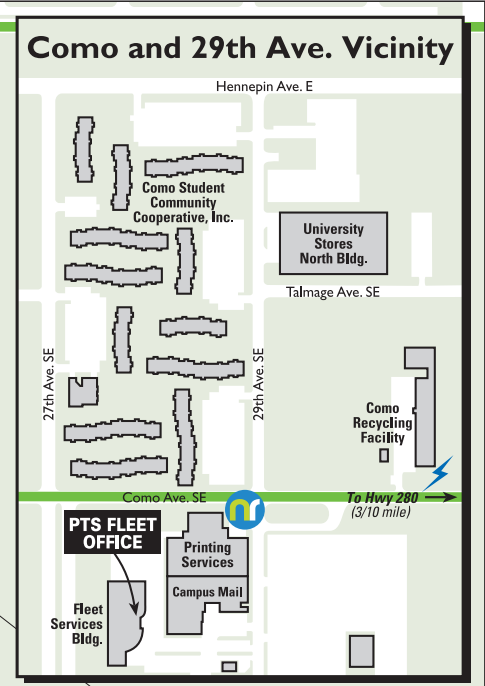 Como and 29th Ave. Vicinity
Hennepin Ave. E
Como Student
Community
Cooperative, Inc.
University
Stores
North Bldg.
Talmage Ave. SE
27th Ave. SE
29th Ave. SE
Como
Recycling
Facility
Como Ave. SE
nr
To Hwy 280
(3/10 mile)
PTS FLEET
OFFICE
Printing
Services
Campus Mail
Fleet
Services
Bldg.